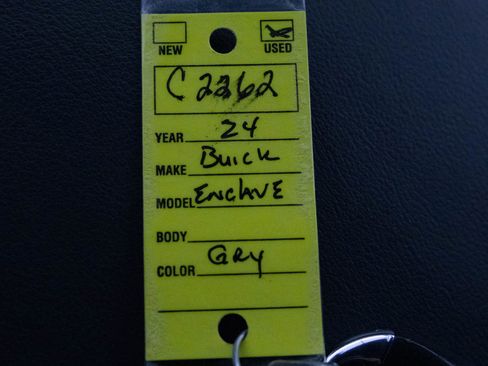 NEW USED
C2262
YEAR 24
MAKE Buick
MODEL ENCLAVE
BODY
COLOR GRY